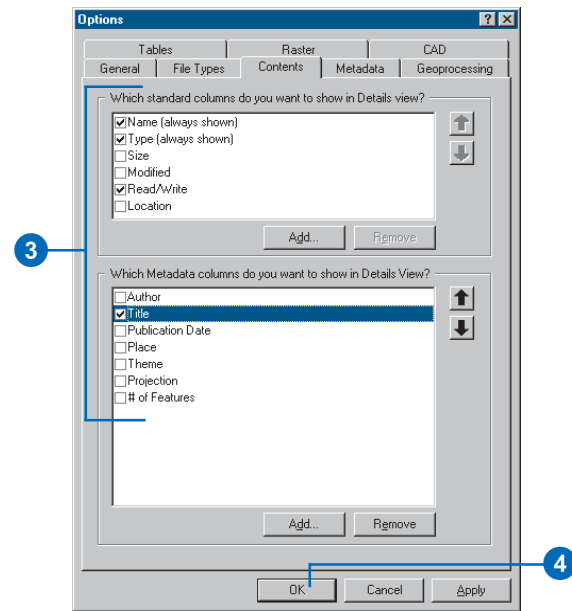 Options
Tables Raster CAD
General File Types Contents Metadata Geoprocessing
Which standard columns do you want to show in Details view?
Name (always shown)
Type (always shown)
Size
Modified
Read/Write
Location
Add... Remove
3
Which Metadata columns do you want to show in Details View?
Author
Title
Publication Date
Place
Theme
Projection
# of Features
Add... Remove
4
OK Cancel Apply